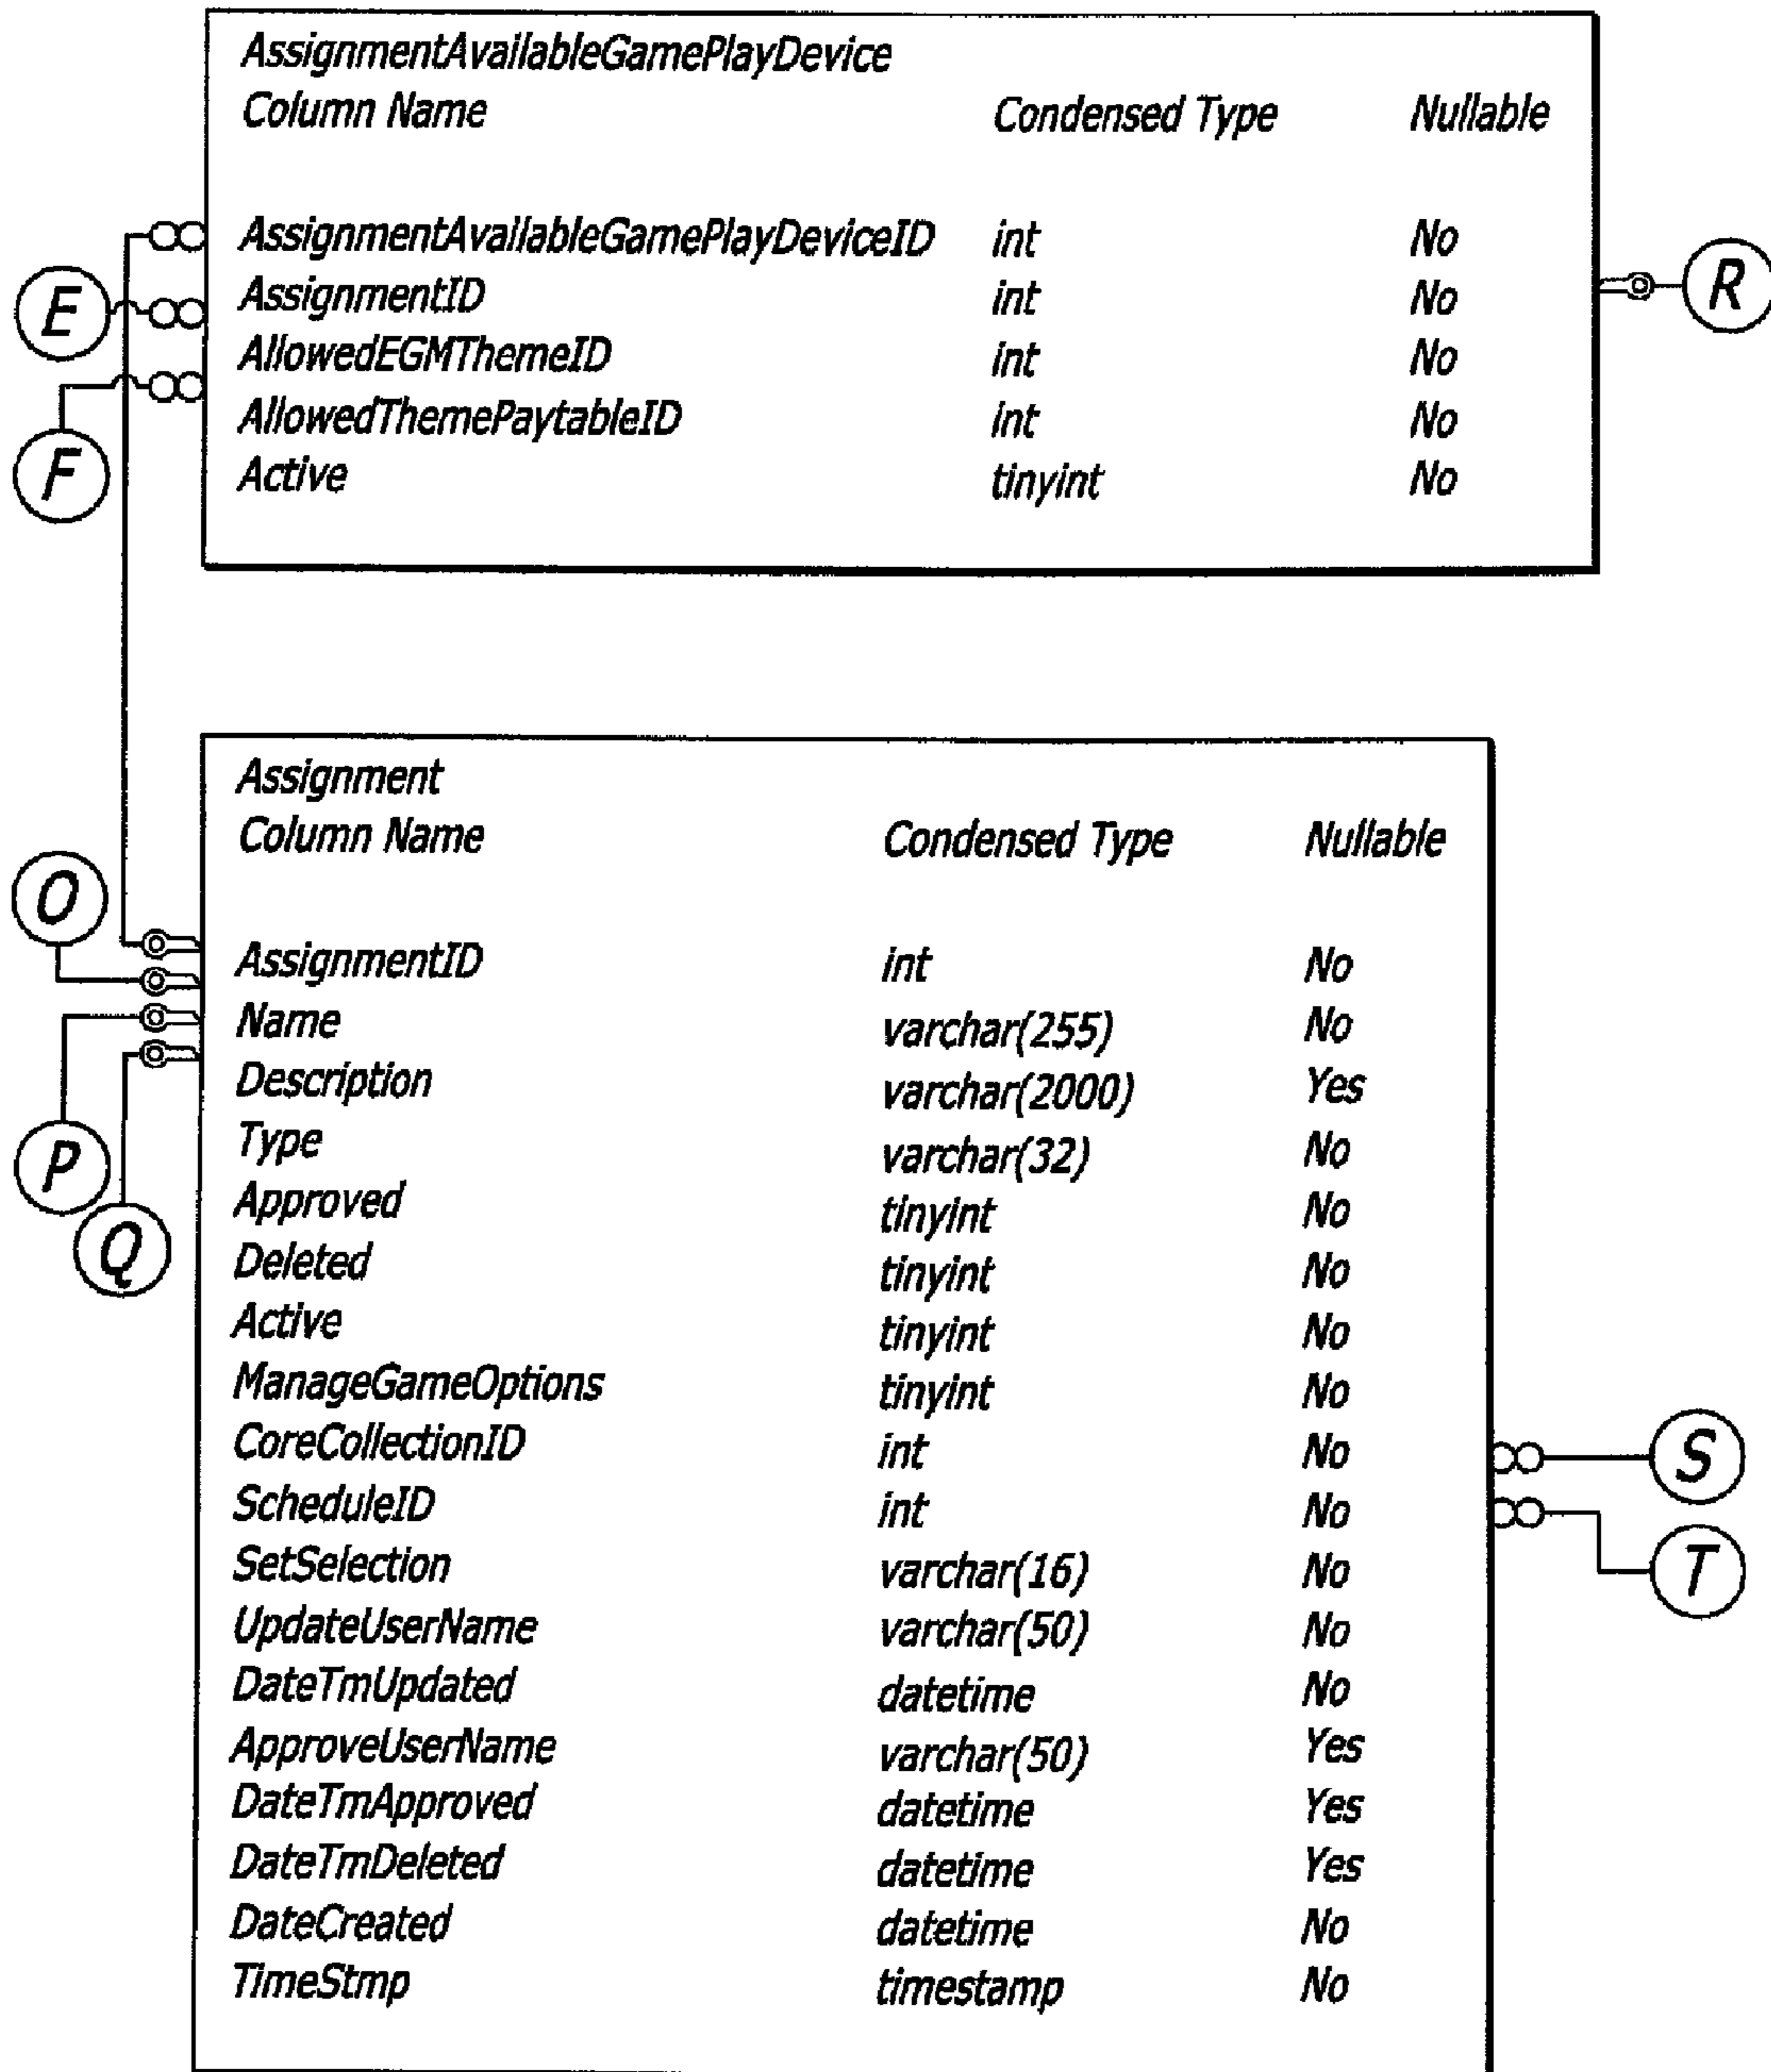 AssignmentAvailableGamePlayDevice
Column Name Condensed Type Nullable
AssignmentAvailableGamePlayDeviceID int No
E AssignmentID int No R
AllowedEGMThemeID int No
F AllowedThemePaytableID int No
Active tinyint No
Assignment
Column Name Condensed Type Nullable
O
AssignmentID int No
Name varchar(255) No
Description varchar(2000) Yes
P Type varchar(32) No
Approved tinyint No
Q Deleted tinyint No
Active tinyint No
ManageGameOptions tinyint No
CoreCollectionID int No S
ScheduleID int No
SetSelection varchar(16) No T
UpdateUserName varchar(50) No
DateTmUpdated datetime No
ApproveUserName varchar(50) Yes
DateTmApproved datetime Yes
DateTmDeleted datetime Yes
DateCreated datetime No
TimeStmp timestamp No